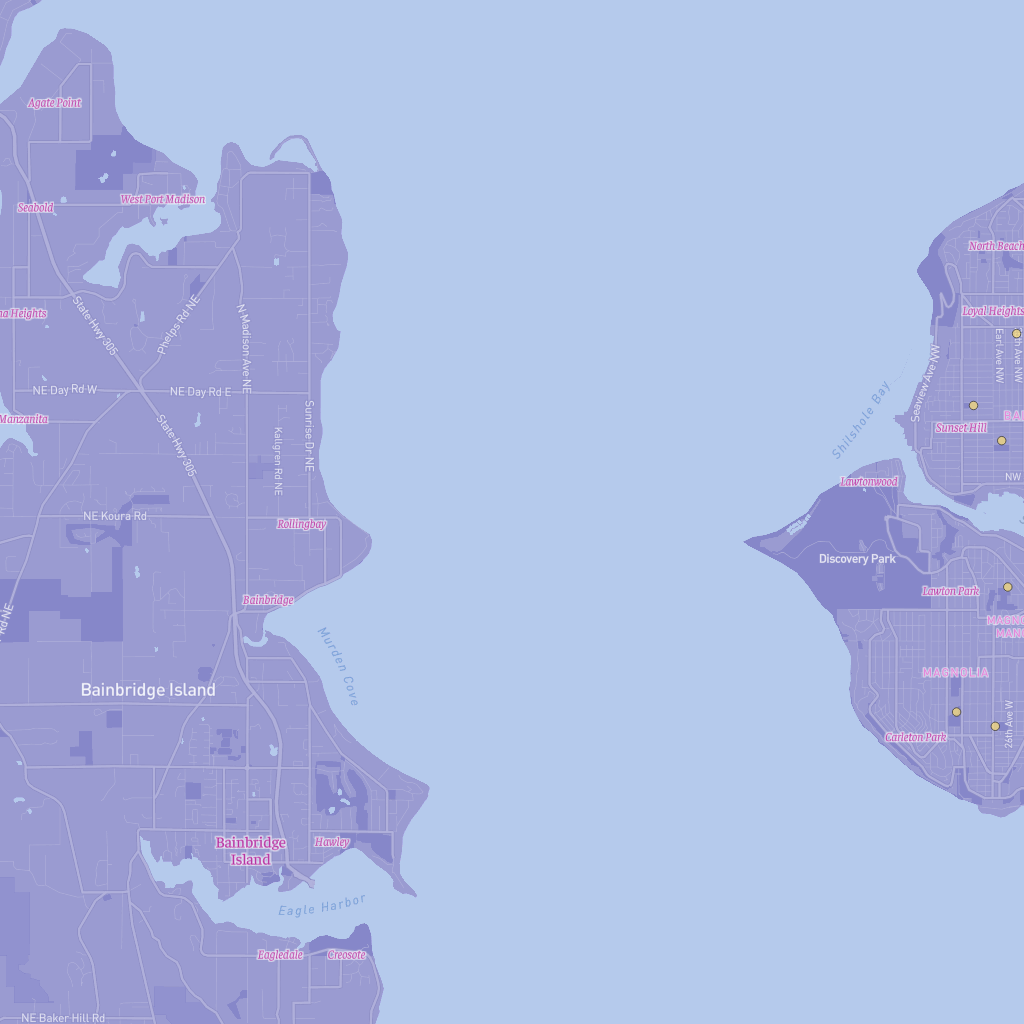 Agate Point
West Port Madison
Seabold
North Beach
Loyal Heights
State Hwy 305
Phelps Rd NE
N Madison Ave NE
Earl Ave NW
Ave NW
NE Day Rd W
NE Day Rd E
Seaview Ave NW
Shilshole Bay
Manzanita
State Hwy 305
Kallgren Rd NE
Sunrise Dr NE
Sunset Hill
NW
Lawtonwood
NE Koura Rd
Rollingbay
Discovery Park
Lawton Park
Bainbridge
Rd NE
Murden Cove
MAGNOLIA
Bainbridge Island
26th Ave W
Carleton Park
Bainbridge
Island
Hawley
Eagle Harbor
Eagledale
Creosote
NE Baker Hill Rd